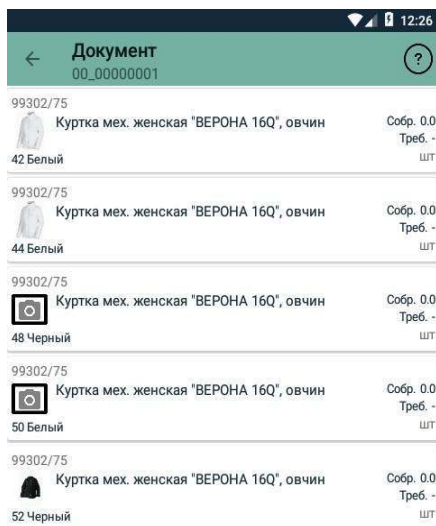 12:26
Документ
00_00000001
?
99302/75
Куртка мех. женская "ВЕРОНА 16Q", овчин
Собр. 0.0
Треб. -
42 Белый
шт
99302/75
Куртка мех. женская "ВЕРОНА 16Q", овчин
Собр. 0.0
Треб. -
44 Белый
шт
99302/75
Куртка мех. женская "ВЕРОНА 16Q", овчин
Собр. 0.0
Треб. -
48 Черный
шт
99302/75
Куртка мех. женская "ВЕРОНА 16Q", овчин
Собр. 0.0
Треб. -
50 Белый
шт
99302/75
Куртка мех. женская "ВЕРОНА 16Q", овчин
Собр. 0.0
Треб. -
52 Черный
шт